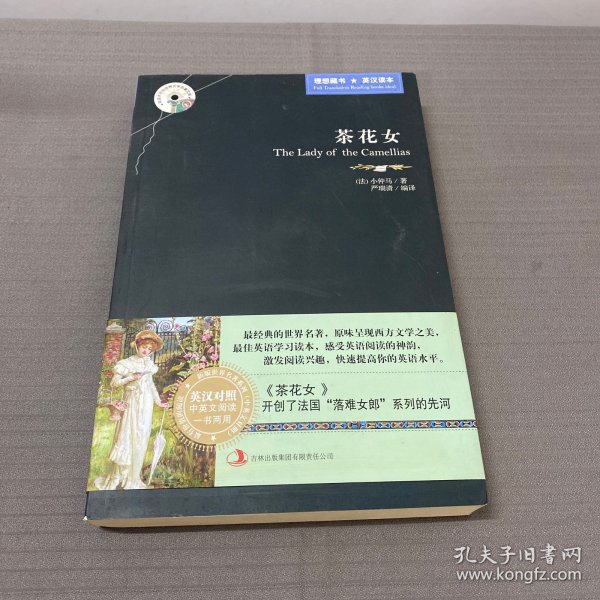 理想藏书 ★ 英汉读本
Full Translation Reading books ideal
茶花女
The Lady of the Camellias
(法) 小仲马 / 著
严瑞清 / 编译
最经典的世界名著，原味呈现西方文学之美，
最佳英语学习读本，感受英语阅读的神韵，
激发阅读兴趣，快速提高你的英语水平。
英汉对照
中英文阅读
一书两用
《茶花女》
开创了法国“落难女郎”系列的先河
吉林出版集团有限责任公司
孔夫子旧书网
www.kongfz.com